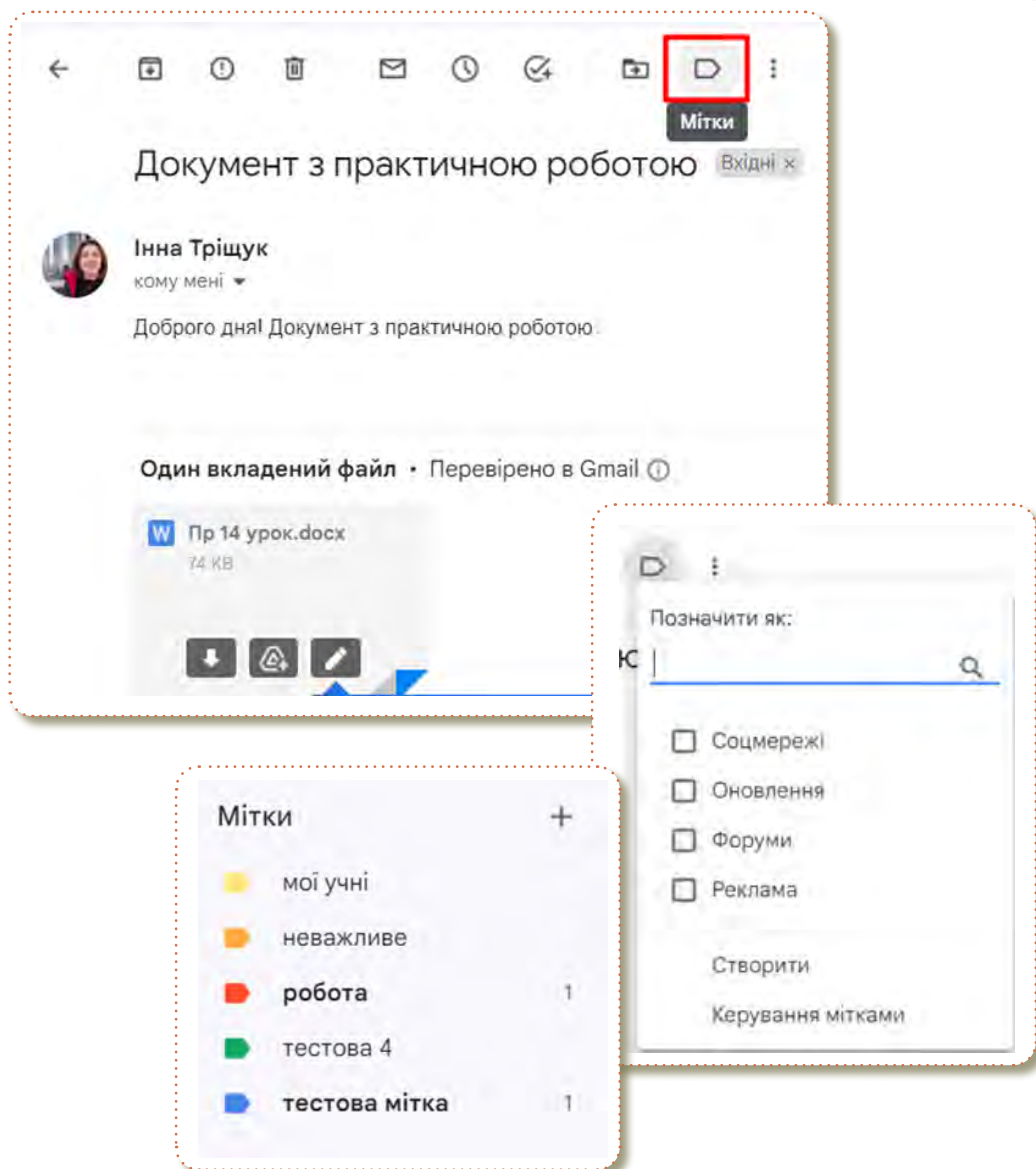 Мітки
Документ з практичною роботою Вхідні ×
Інна Тріщук
кому мені
Доброго дня! Документ з практичною роботою
Один вкладений файл • Перевірено в Gmail
W Пр 14 урок.docx
74 KB
Позначити як:
Ю
Соцмережі
Оновлення
Форуми
Реклама
Створити
Керування мітками
Мітки +
мої учні
неважливе
робота 1
тестова 4
тестова мітка 1